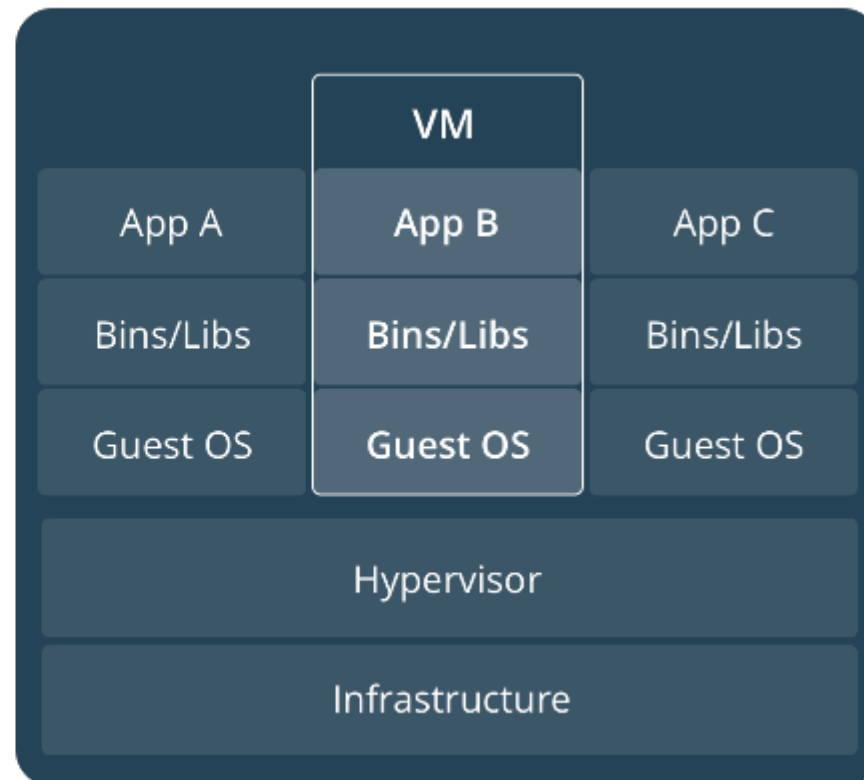 VM
App A
App B
App C
Bins/Libs
Bins/Libs
Bins/Libs
Guest OS
Guest OS
Guest OS
Hypervisor
Infrastructure